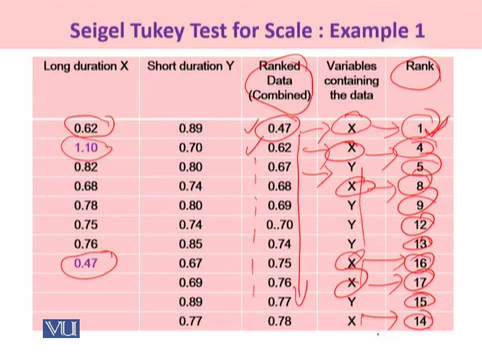 Seigel Tukey Test for Scale : Example 1
Long duration X Short duration Y Ranked Data (Combined) Variables containing the data Rank
0.62 0.89 0.47 X 1
1.10 0.70 0.62 X 4
0.82 0.80 0.67 Y 5
0.68 0.74 0.68 X 8
0.78 0.80 0.69 Y 9
0.75 0.74 0..70 Y 12
0.76 0.85 0.74 Y 13
0.47 0.67 0.75 X 16
0.69 0.76 X 17
0.89 0.77 Y 15
0.77 0.78 X 14
VU